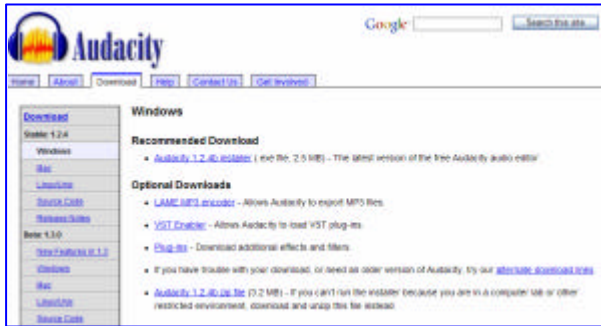 Google
Search this site
Audacity
Home
About
Download
Help
Contact Us
Get Involved
Download
Stable: 1.2.4
Windows
Mac
Linux/Unix
Source Code
Release Notes
Beta: 1.3.0
New Features in 1.3
Windows
Mac
Linux/Unix
Source Code
Windows
Recommended Download
Audacity 1.2.4b installer (.exe file, 2.5 MB) - The latest version of the free Audacity audio editor.
Optional Downloads
LAME MP3 encoder - Allows Audacity to export MP3 files.
VST Enabler - Allows Audacity to load VST plug-ins.
Plug-ins - Download additional effects and filters.
If you have trouble with your download, or need an older version of Audacity, try our alternate download links.
Audacity 1.2.4b zip file (3.2 MB) - If you can't run the installer because you are in a computer lab or other
restricted environment, download and unzip this file instead.